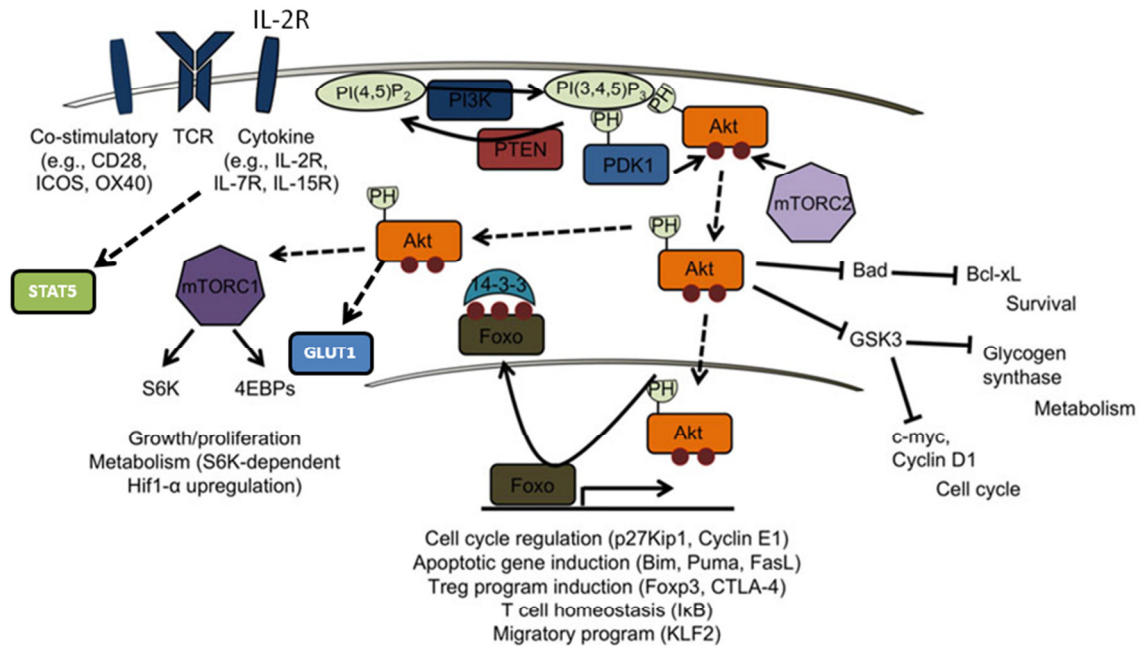 IL-2R
Co-stimulatory
(e.g., CD28,
ICOS, OX40)
TCR
Cytokine
(e.g., IL-2R,
IL-7R, IL-15R)
PI(4,5)P2
PI3K
PI(3,4,5)P3
PH
Akt
PTEN
PH
PDK1
mTORC2
STAT5
mTORC1
PH
Akt
GLUT1
S6K
4EBPs
Growth/proliferation
Metabolism (S6K-dependent
Hif1-α upregulation)
PH
Akt
Bad
Bcl-xL
Survival
GSK3
Glycogen
synthase
Metabolism
c-myc,
Cyclin D1
Cell cycle
14-3-3
Foxo
PH
Akt
Foxo
Cell cycle regulation (p27Kip1, Cyclin E1)
Apoptotic gene induction (Bim, Puma, FasL)
Treg program induction (Foxp3, CTLA-4)
T cell homeostasis (IκB)
Migratory program (KLF2)